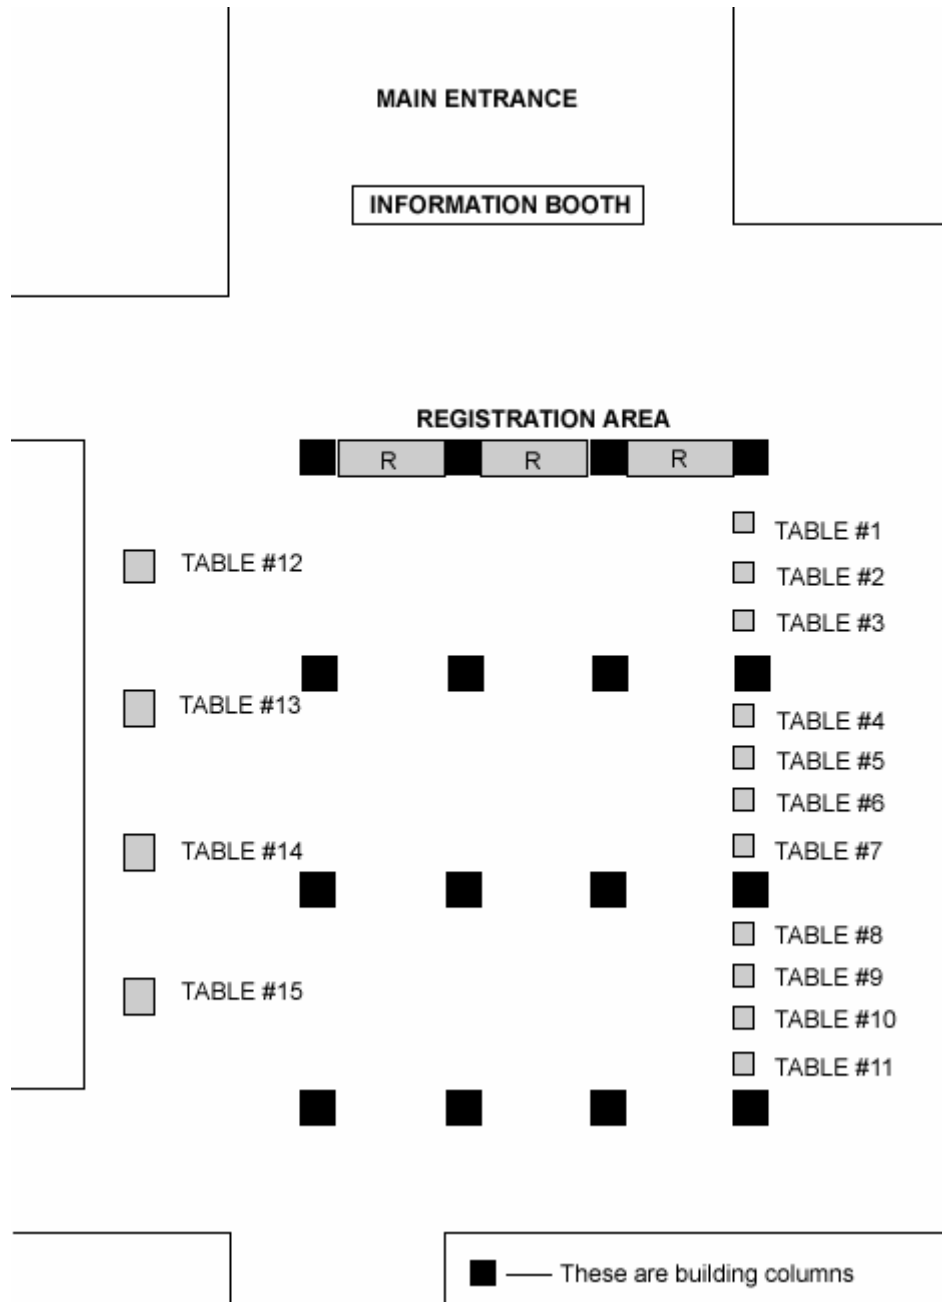 MAIN ENTRANCE
INFORMATION BOOTH
REGISTRATION AREA
R R R
TABLE #1
TABLE #12
TABLE #2
TABLE #3
TABLE #13
TABLE #4
TABLE #5
TABLE #6
TABLE #14
TABLE #7
TABLE #8
TABLE #9
TABLE #15
TABLE #10
TABLE #11
These are building columns